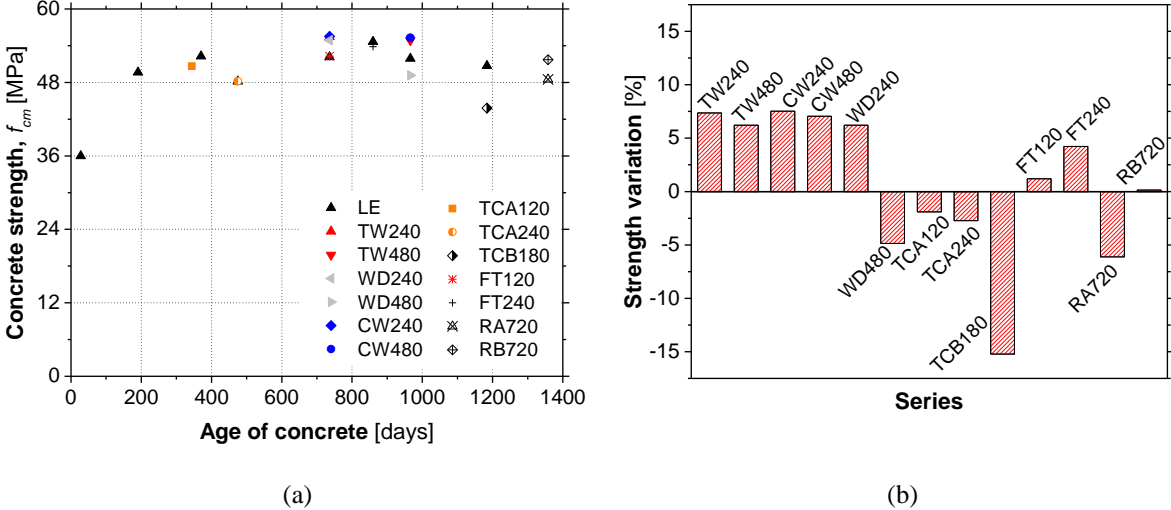 (a)
60
48
36
24
12
0
Concrete strength, f_cm [MPa]
LE
TW240
TW480
WD240
WD480
CW240
CW480
TCA120
TCA240
TCB180
FT120
FT240
RA720
RB720
0 200 400 600 800 1000 1200 1400
Age of concrete [days]
(b)
15
10
5
0
-5
-10
-15
Strength variation [%]
TW240
TW480
CW240
CW480
WD240
WD480
TCA120
TCA240
TCB180
FT120
FT240
RA720
RB720
Series
(a)
(b)